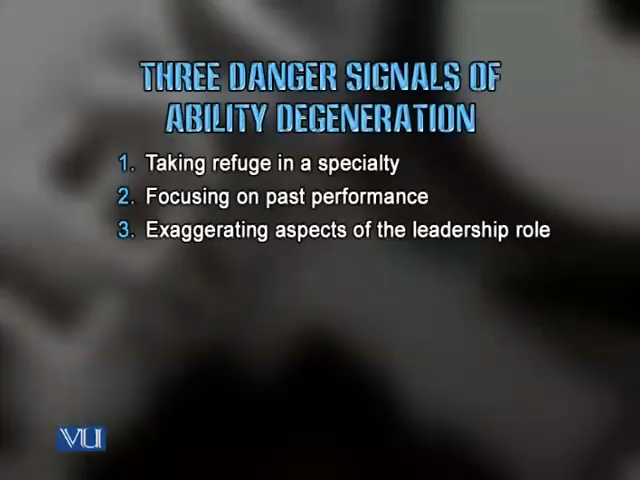 THREE DANGER SIGNALS OF
ABILITY DEGENERATION
1. Taking refuge in a specialty
2. Focusing on past performance
3. Exaggerating aspects of the leadership role
VU